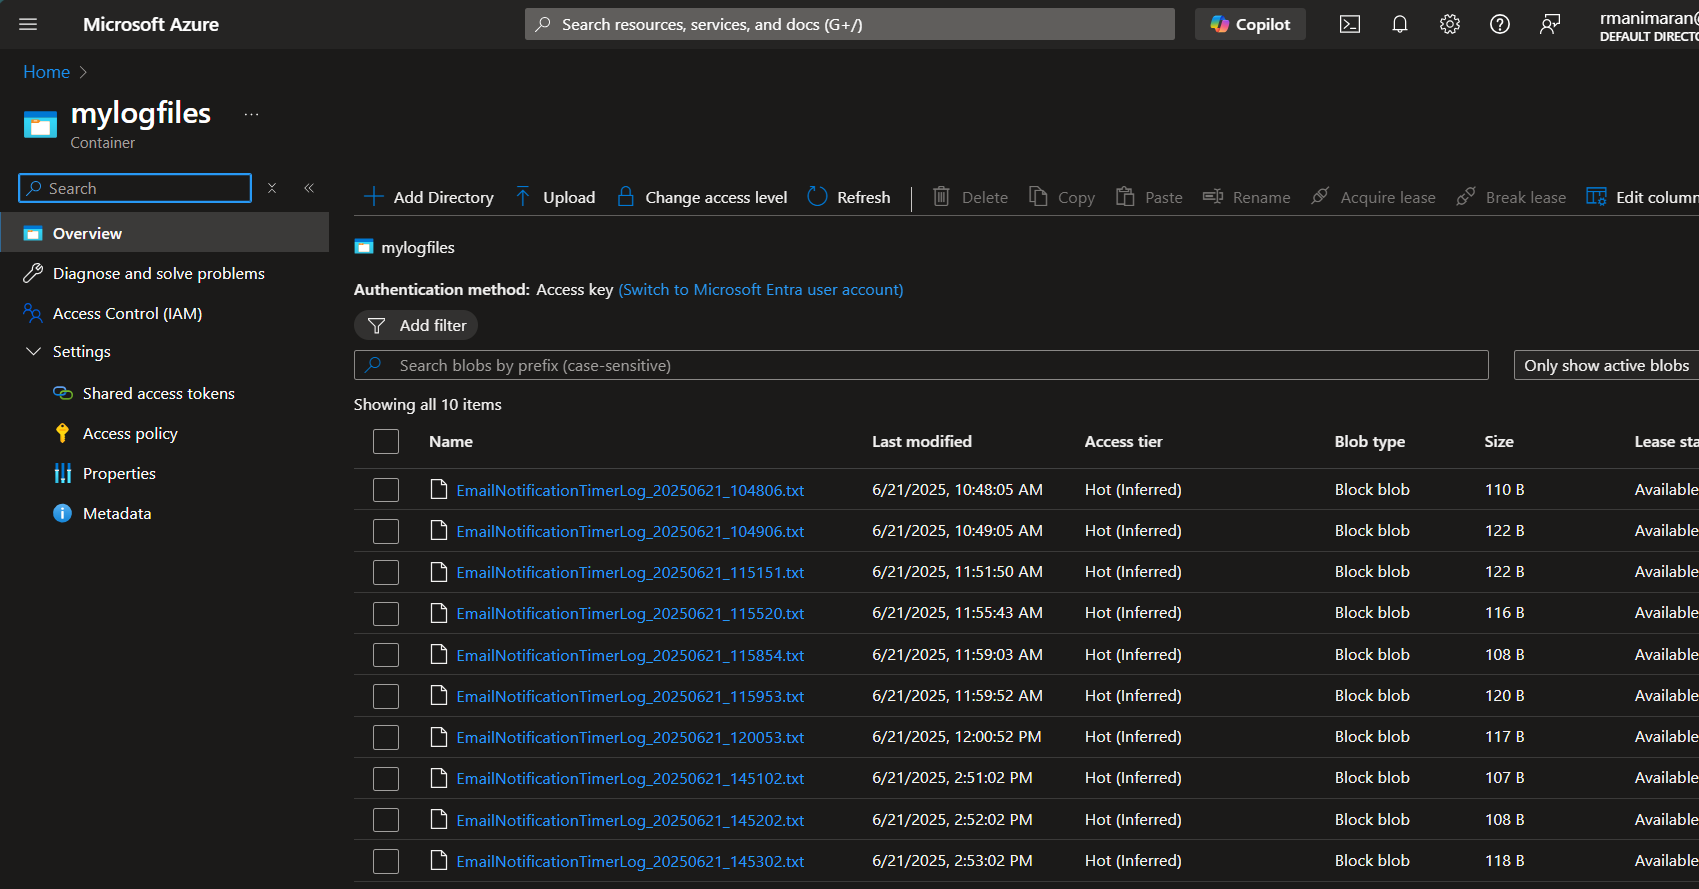 Microsoft Azure
Search resources, services, and docs (G+/)
Copilot
rmanimaran@
DEFAULT DIRECTO
Home
mylogfiles
Container
Search
Overview
Diagnose and solve problems
Access Control (IAM)
Settings
Shared access tokens
Access policy
Properties
Metadata
Add Directory Upload Change access level Refresh Delete Copy Paste Rename Acquire lease Break lease Edit column
mylogfiles
Authentication method: Access key (Switch to Microsoft Entra user account)
Add filter
Search blobs by prefix (case-sensitive)
Only show active blobs
Showing all 10 items
Name Last modified Access tier Blob type Size Lease sta
EmailNotificationTimerLog_20250621_104806.txt 6/21/2025, 10:48:05 AM Hot (Inferred) Block blob 110 B Available
EmailNotificationTimerLog_20250621_104906.txt 6/21/2025, 10:49:05 AM Hot (Inferred) Block blob 122 B Available
EmailNotificationTimerLog_20250621_115151.txt 6/21/2025, 11:51:50 AM Hot (Inferred) Block blob 122 B Available
EmailNotificationTimerLog_20250621_115520.txt 6/21/2025, 11:55:43 AM Hot (Inferred) Block blob 116 B Available
EmailNotificationTimerLog_20250621_115854.txt 6/21/2025, 11:59:03 AM Hot (Inferred) Block blob 108 B Available
EmailNotificationTimerLog_20250621_115953.txt 6/21/2025, 11:59:52 AM Hot (Inferred) Block blob 120 B Available
EmailNotificationTimerLog_20250621_120053.txt 6/21/2025, 12:00:52 PM Hot (Inferred) Block blob 117 B Available
EmailNotificationTimerLog_20250621_145102.txt 6/21/2025, 2:51:02 PM Hot (Inferred) Block blob 107 B Available
EmailNotificationTimerLog_20250621_145202.txt 6/21/2025, 2:52:02 PM Hot (Inferred) Block blob 108 B Available
EmailNotificationTimerLog_20250621_145302.txt 6/21/2025, 2:53:02 PM Hot (Inferred) Block blob 118 B Available